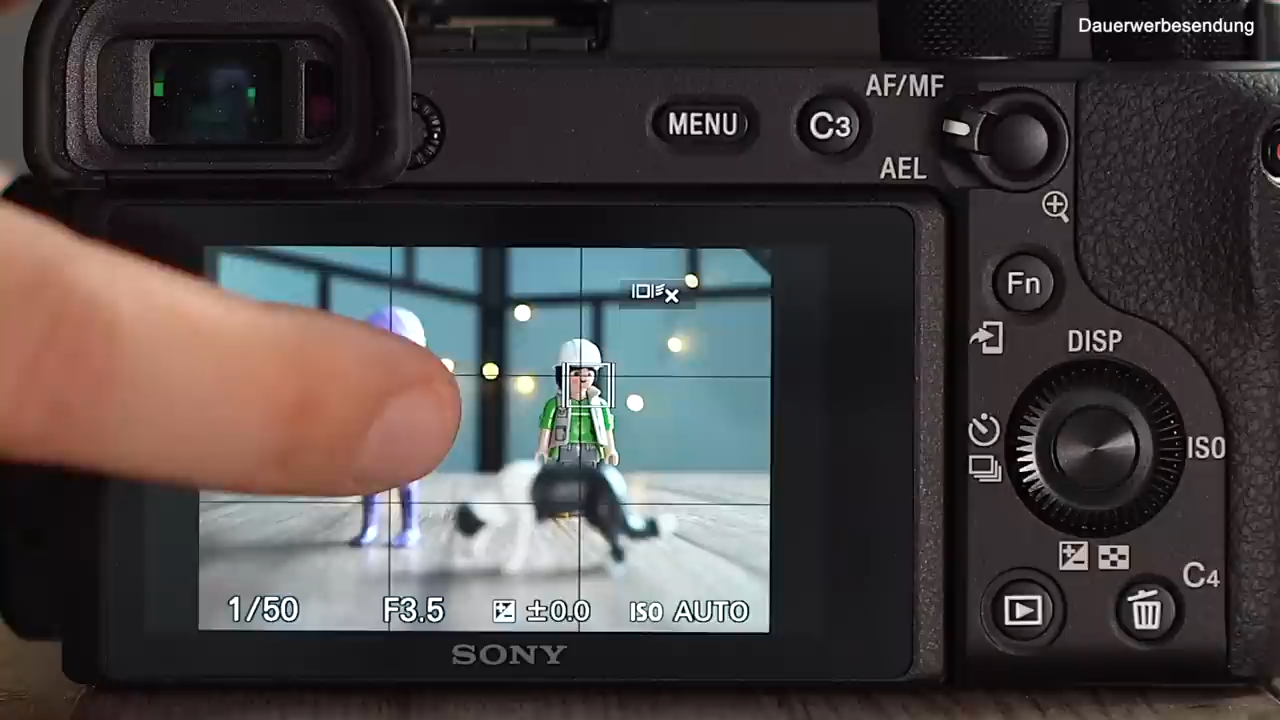 Dauerwerbesendung
AF/MF
MENU
C3
AEL
Fn
DISP
ISO
1/50
F3.5
±0.0
ISO AUTO
C4
SONY